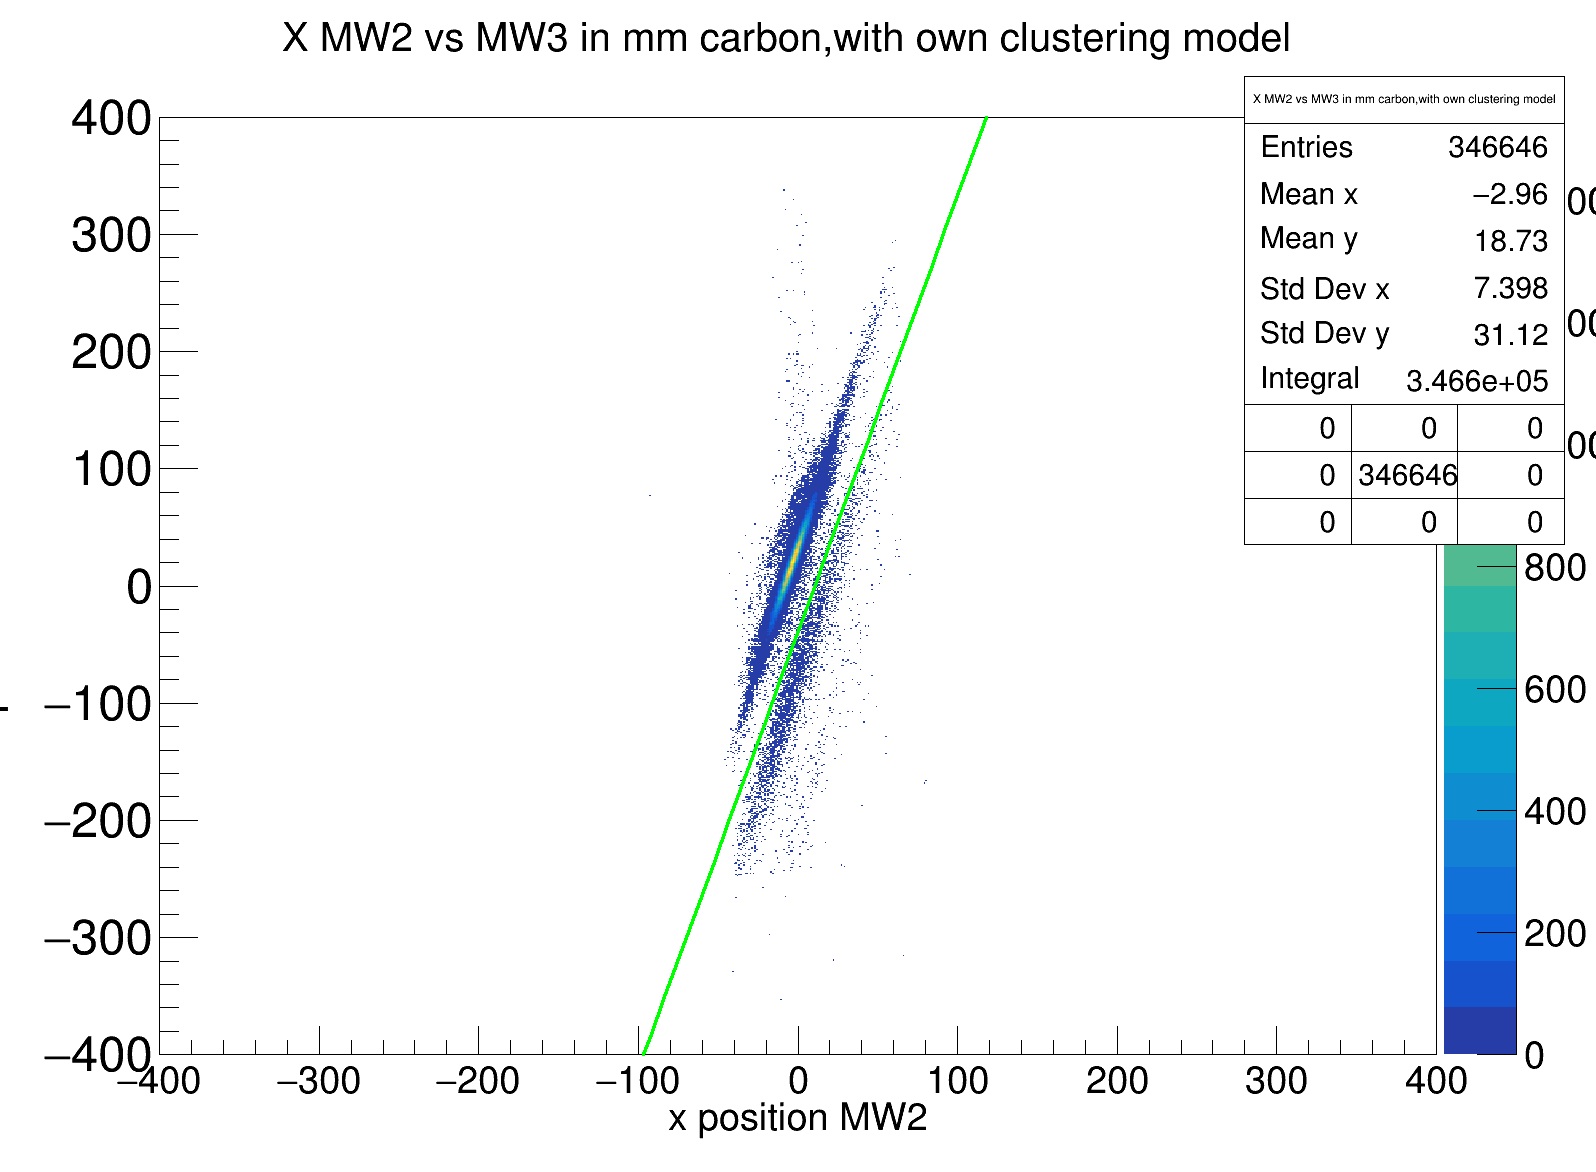 X MW2 vs MW3 in mm carbon,with own clustering model
X MW2 vs MW3 in mm carbon,with own clustering model
Entries 346646
Mean x −2.96
Mean y 18.73
Std Dev x 7.398
Std Dev y 31.12
Integral 3.466e+05
0 0 0
0 346646 0
0 0 0
400
300
200
100
0
−100
−200
−300
−400
−400 −300 −200 −100 0 100 200 300 400
x position MW2
800
600
400
200
0